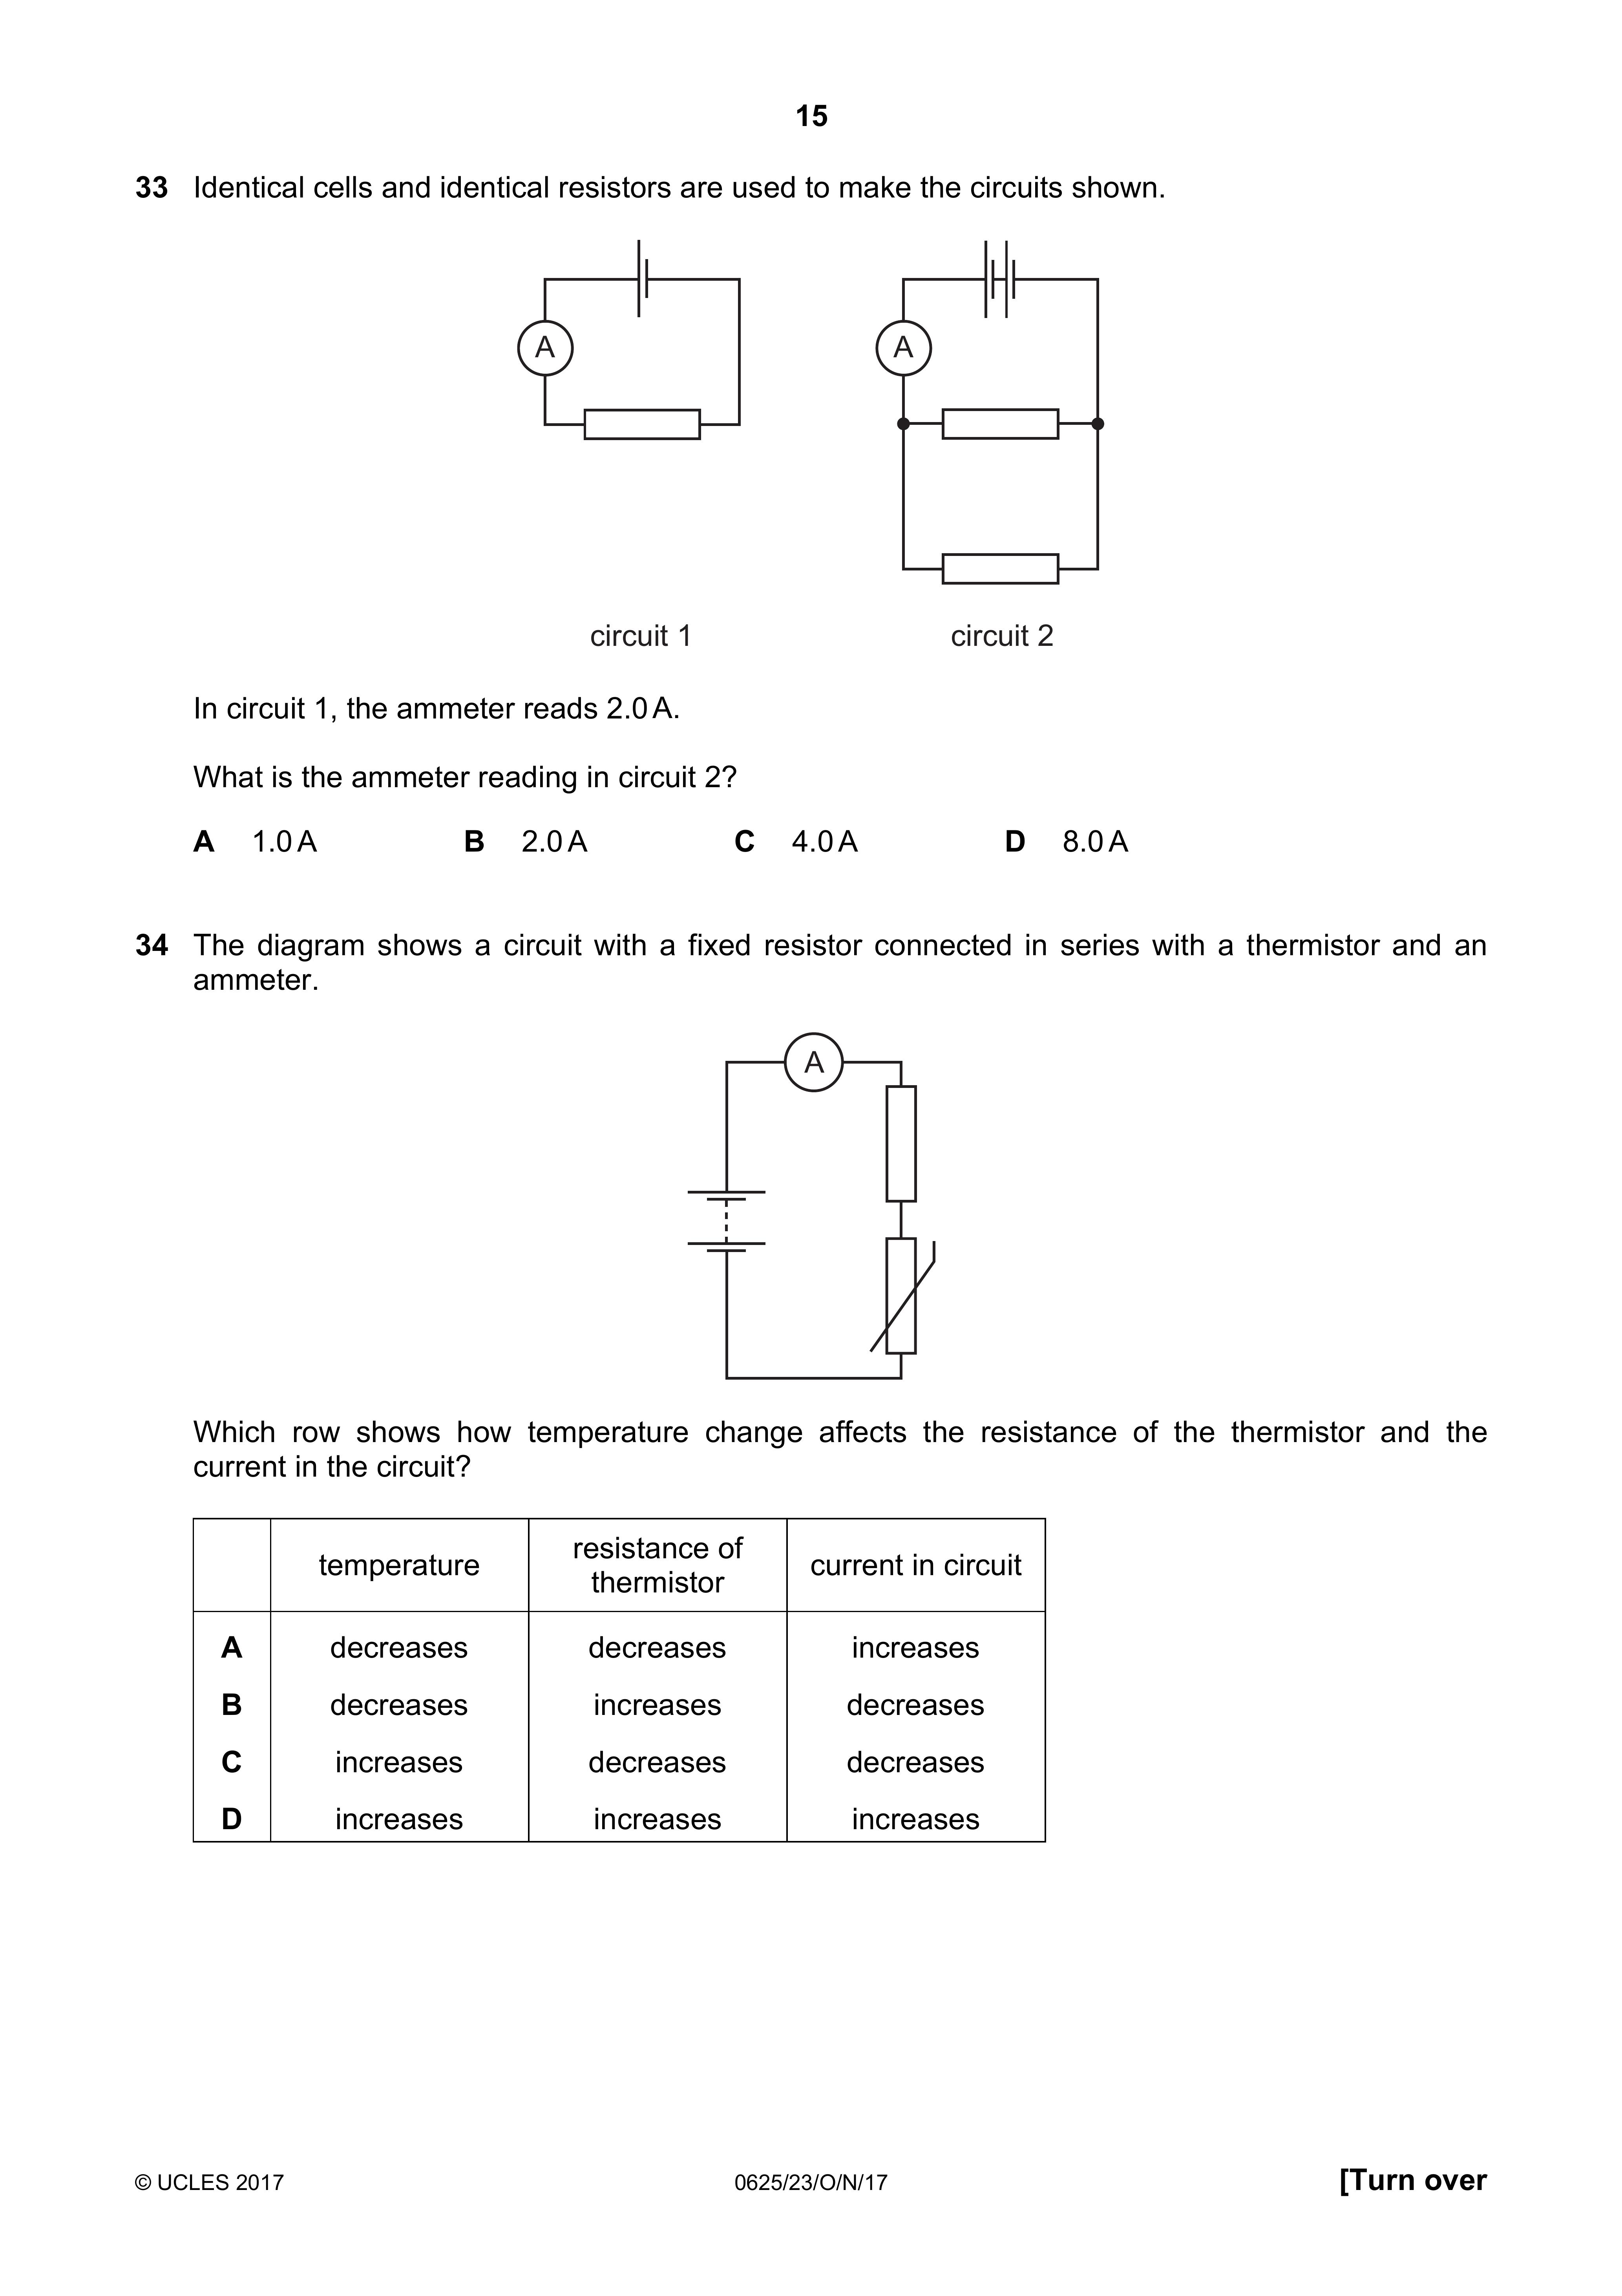 15
33 Identical cells and identical resistors are used to make the circuits shown.
A A
circuit 1 circuit 2
In circuit 1, the ammeter reads 2.0 A.
What is the ammeter reading in circuit 2?
A 1.0 A B 2.0 A C 4.0 A D 8.0 A
34 The diagram shows a circuit with a fixed resistor connected in series with a thermistor and an
ammeter.
A
Which row shows how temperature change affects the resistance of the thermistor and the
current in the circuit?
temperature resistance of thermistor current in circuit
A decreases decreases increases
B decreases increases decreases
C increases decreases decreases
D increases increases increases
© UCLES 2017 0625/23/O/N/17 [Turn over